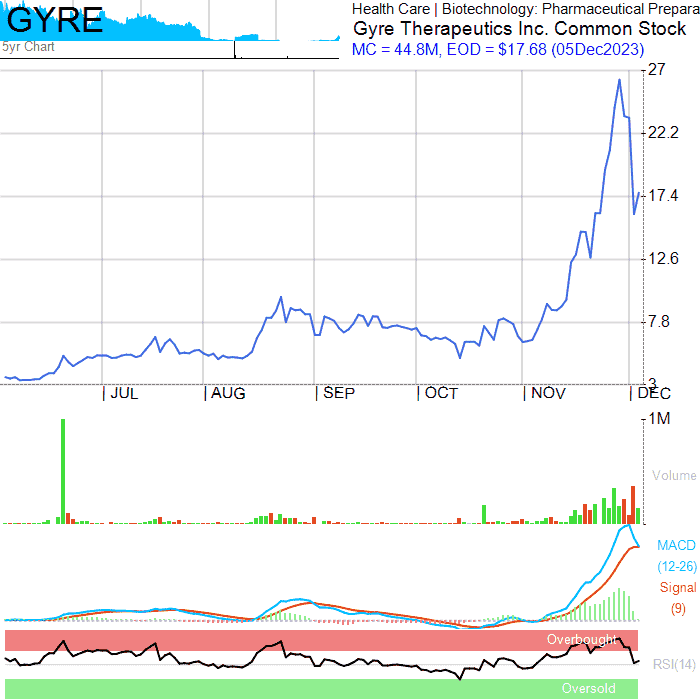 GYRE
5yr Chart
Health Care | Biotechnology: Pharmaceutical Prepara
Gyre Therapeutics Inc. Common Stock
MC = 44.8M, EOD = $17.68 (05Dec2023)
27
22.2
17.4
12.6
7.8
3
| JUL | AUG | SEP | OCT | NOV | DEC
1M
Volume
MACD
(12-26)
Signal
(9)
Overbought
RSI(14)
Oversold